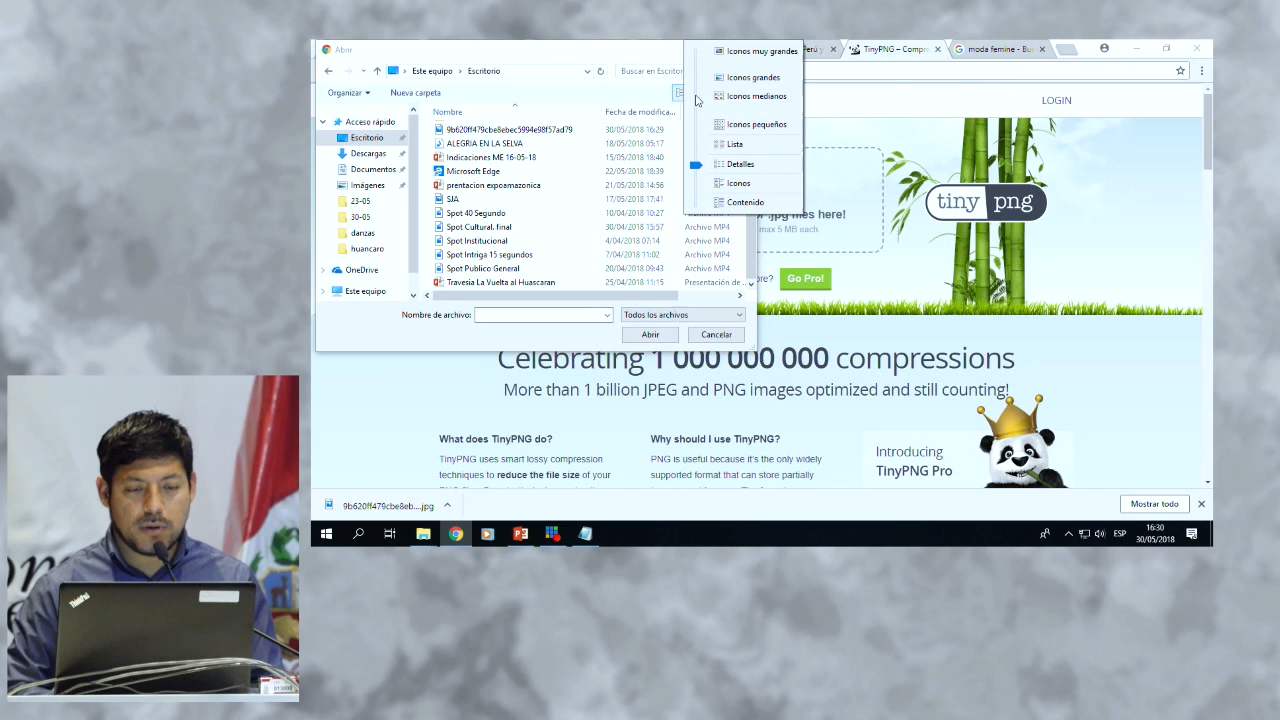 Abrir
Perú y
TinyPNG – Compr
moda femine - Bus
Este equipo
Escritorio
Buscar en Escritor
Organizar
Nueva carpeta
LOGIN
Iconos muy grandes
Iconos grandes
Iconos medianos
Iconos pequeños
Lista
Detalles
Iconos
Contenido
Acceso rápido
Escritorio
Descargas
Documentos
Imágenes
23-05
30-05
danzas
huancaro
OneDrive
Este equipo
Nombre
Fecha de modifica...
9b620ff479cbe8ebec5994e98f57ad79 30/05/2018 16:29
ALEGRIA EN LA SELVA 18/05/2018 05:17
Indicaciones ME 16-05-18 15/05/2018 18:40
Microsoft Edge 22/05/2018 18:39
prentacion expoamazonica 21/05/2018 14:56
SJA 17/05/2018 17:41
Spot 40 Segundo 10/04/2018 10:27
Spot Cultural. final 30/04/2018 15:57 Archivo MP4
Spot Institucional 4/04/2018 07:14 Archivo MP4
Spot Intriga 15 segundos 7/04/2018 11:02 Archivo MP4
Spot Publico General 20/04/2018 09:43 Archivo MP4
Travesia La Vuelta al Huascaran 25/04/2018 11:15 Presentación de ...
Nombre de archivo:
Todos los archivos
Abrir
Cancelar
or .jpg files here!
max 5 MB each.
re?
Go Pro!
tiny png
Celebrating 1 000 000 000 compressions
More than 1 billion JPEG and PNG images optimized and still counting!
What does TinyPNG do?
TinyPNG uses smart lossy compression
techniques to reduce the file size of your
Why should I use TinyPNG?
PNG is useful because it's the only widely
supported format that can store partially
Introducing
TinyPNG Pro
9b620ff479cbe8eb....jpg
Mostrar todo
ESP
16:30
30/05/2018
ThinkPad